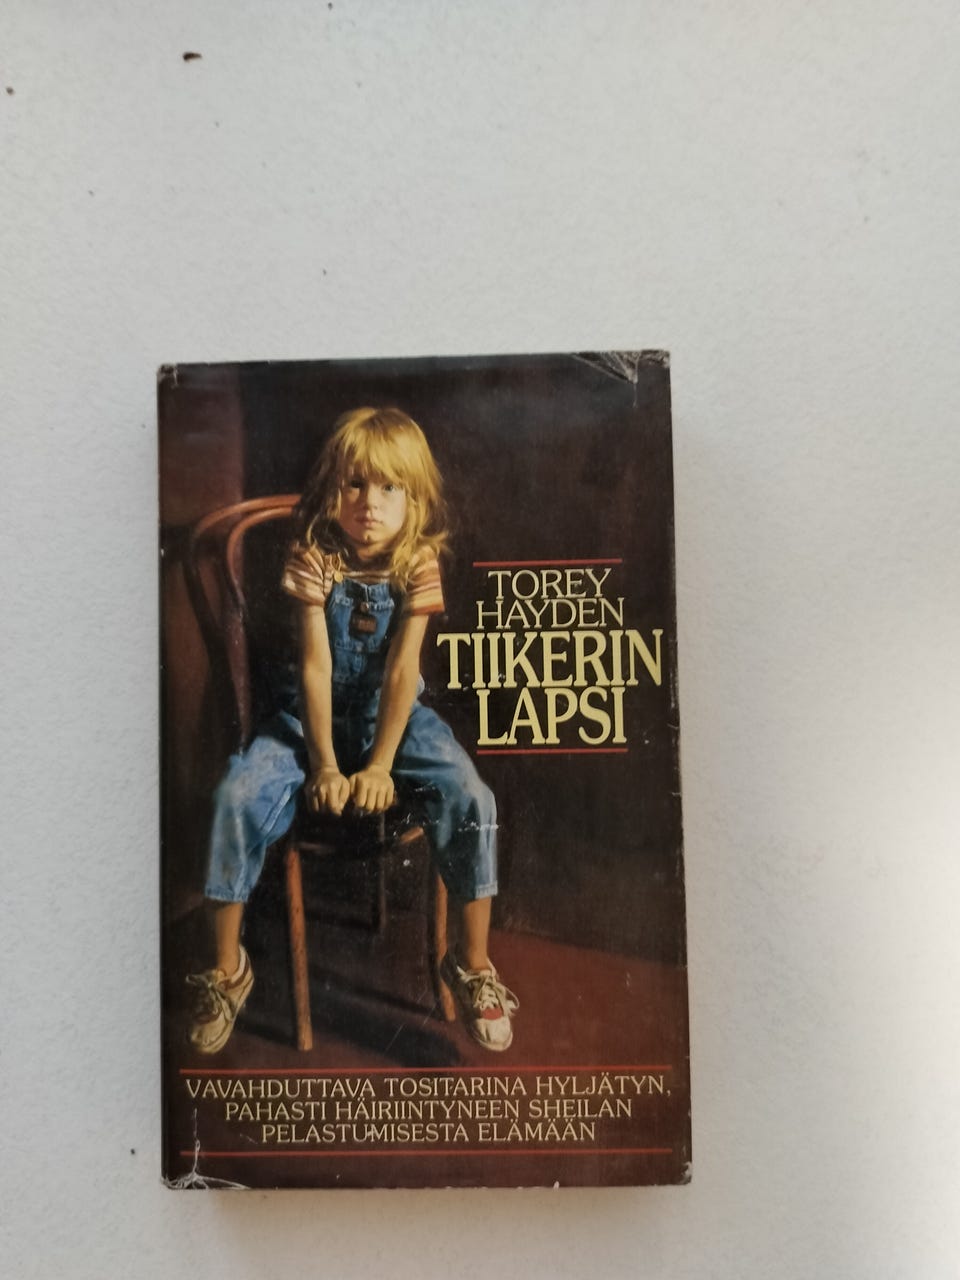 TOREY
HAYDEN
TIIKERIN
LAPSI
VAVAHDUTTAVA TOSITARINA HYLJÄTYN,
PAHASTI HÄIRIINTYNEEN SHEILAN
PELASTUMISESTA ELÄMÄÄN